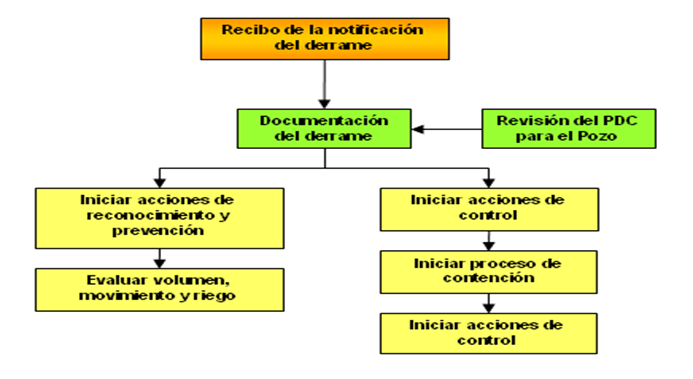 Recibo de la notificación
del derrame
Documentación
del derrame
Revisión del PDC
para el Pozo
Iniciar acciones de
reconocimiento y
prevención
Evaluar volumen,
movimiento y riego
Iniciar acciones de
control
Iniciar proceso de
contención
Iniciar acciones de
control